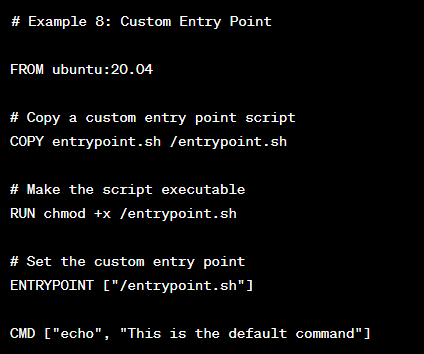 # Example 8: Custom Entry Point
FROM ubuntu:20.04
# Copy a custom entry point script
COPY entrypoint.sh /entrypoint.sh
# Make the script executable
RUN chmod +x /entrypoint.sh
# Set the custom entry point
ENTRYPOINT ["/entrypoint.sh"]
CMD ["echo", "This is the default command"]